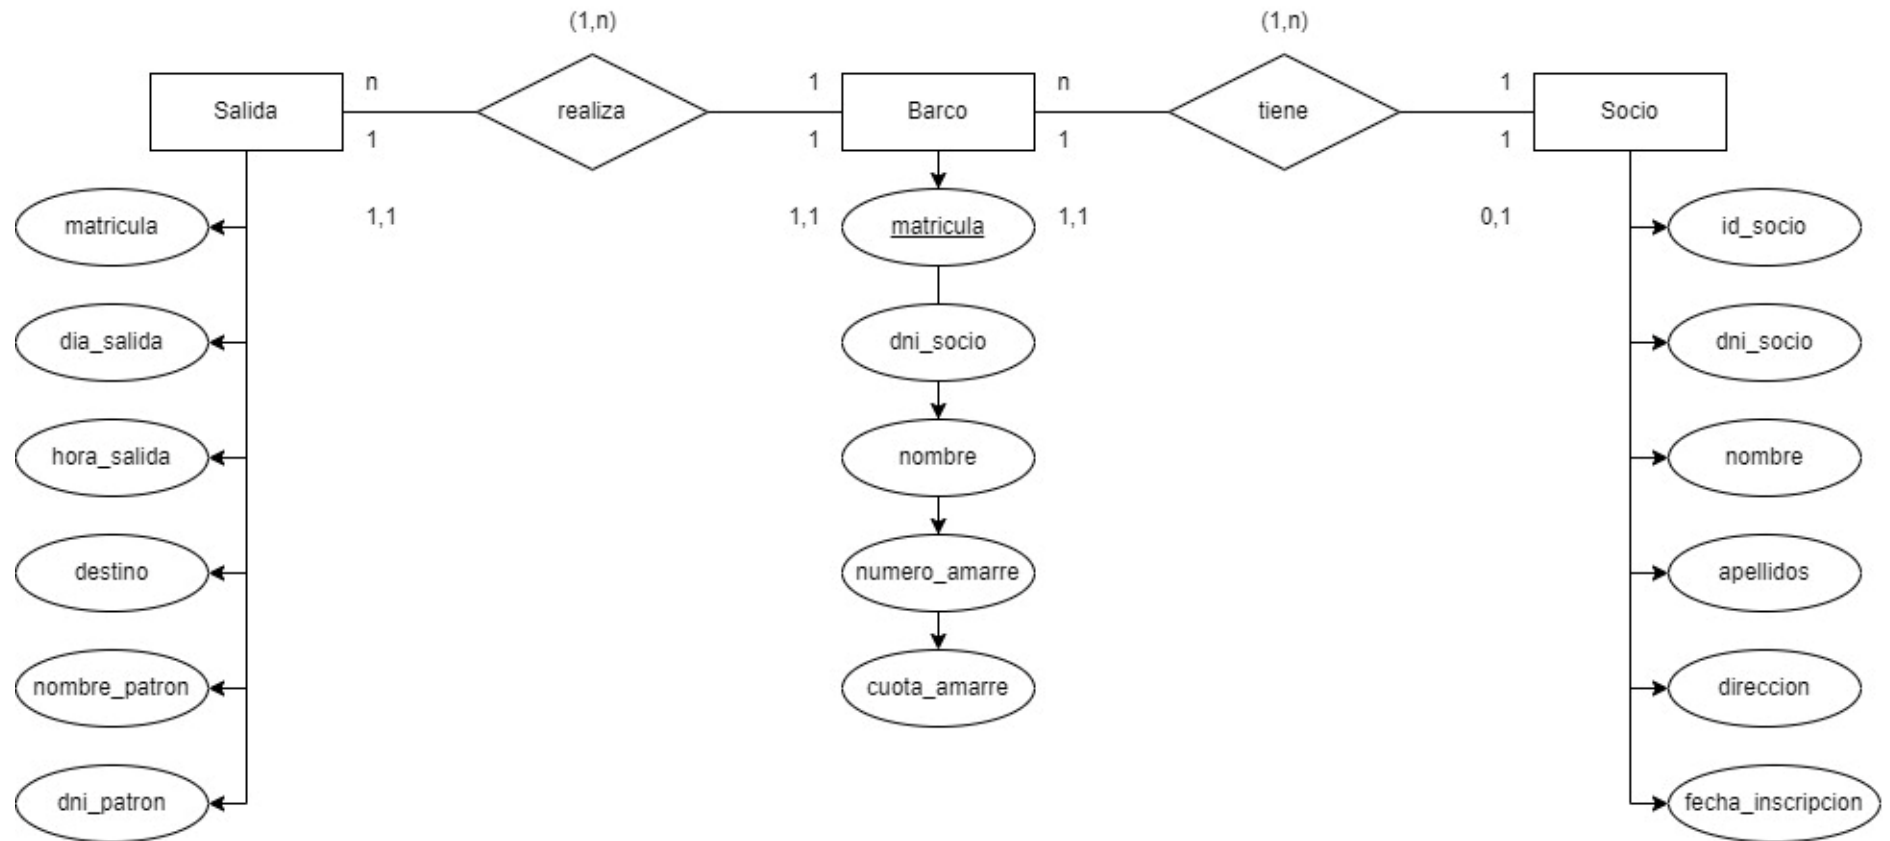 (1,n) (1,n)
n 1 n 1
Salida realiza Barco tiene Socio
1 1 1 1
matricula 1,1 1,1 matricula 1,1 0,1 id_socio
dia_salida dni_socio dni_socio
hora_salida nombre nombre
destino numero_amarre apellidos
nombre_patron cuota_amarre direccion
dni_patron fecha_inscripcion